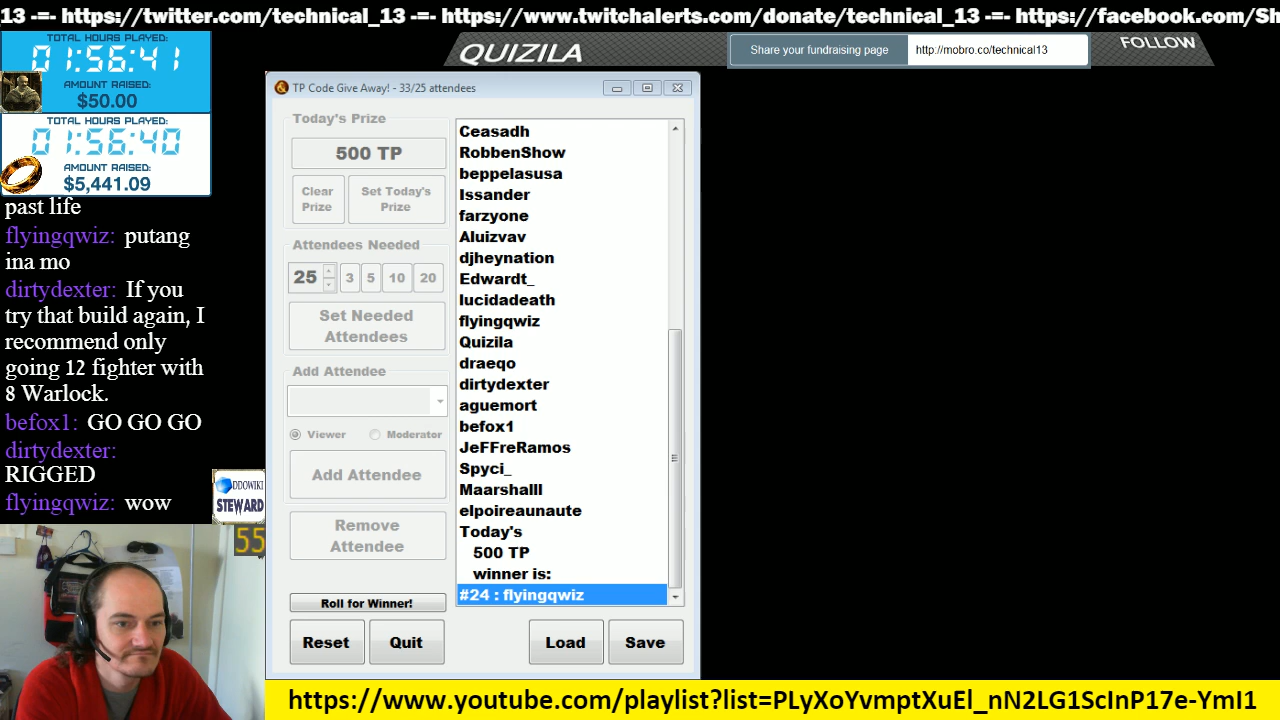 13 -=- https://twitter.com/technical_13 -=- https://www.twitchalerts.com/donate/technical_13 -=- https://facebook.com/Sh
TOTAL HOURS PLAYED:
01:56:41
AMOUNT RAISED:
$50.00
TOTAL HOURS PLAYED:
01:56:40
AMOUNT RAISED:
$5,441.09
past life
flyingqwiz: putang
ina mo
dirtydexter: If you
try that build again, I
recommend only
going 12 fighter with
8 Warlock.
befox1: GO GO GO
dirtydexter:
RIGGED
flyingqwiz: wow
DDOWIKI
STEWARD
55
QUIZILA
Share your fundraising page
http://mobro.co/technical13
FOLLOW
TP Code Give Away! - 33/25 attendees
Today's Prize
500 TP
Clear
Prize
Set Today's
Prize
Attendees Needed
25
3
5
10
20
Set Needed
Attendees
Add Attendee
Viewer
Moderator
Add Attendee
Remove
Attendee
Roll for Winner!
Reset
Quit
Load
Save
Ceasadh
RobbenShow
beppelasusa
Issander
farzyone
Aluizvav
djheynation
Edwardt_
lucidadeath
flyingqwiz
Quizila
draeqo
dirtydexter
aguemort
befox1
JeFFreRamos
Spyci_
Maarshalll
elpoireaunaute
Today's
500 TP
winner is:
#24 : flyingqwiz
https://www.youtube.com/playlist?list=PLyXoYvmptXuEl_nN2LG1ScInP17e-YmI1